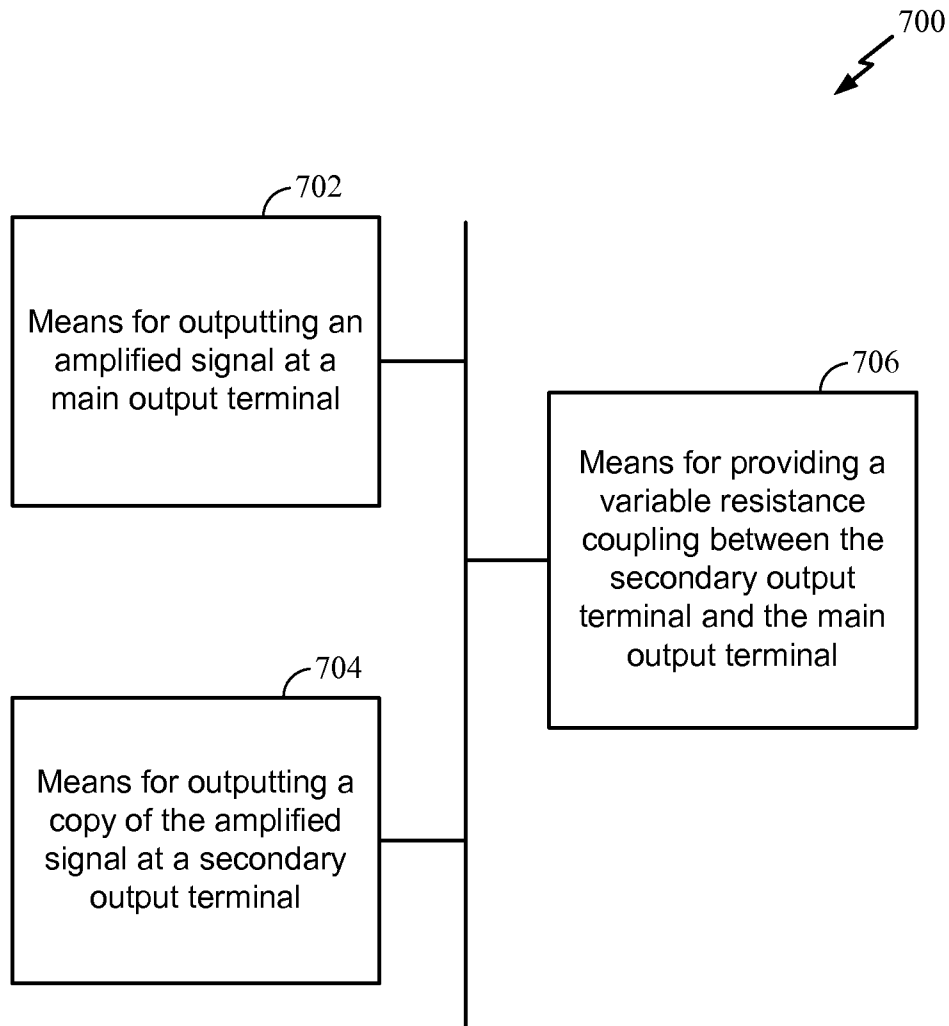 700
702
Means for outputting an
amplified signal at a
main output terminal
706
Means for providing a
variable resistance
coupling between the
secondary output
terminal and the main
output terminal
704
Means for outputting a
copy of the amplified
signal at a secondary
output terminal